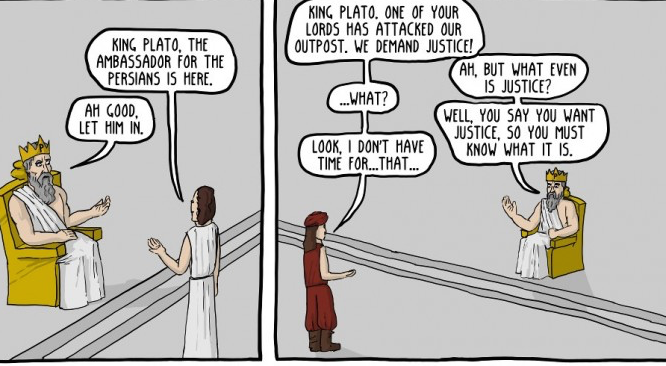 KING PLATO, THE
AMBASSADOR FOR THE
PERSIANS IS HERE.
AH GOOD,
LET HIM IN.
KING PLATO. ONE OF YOUR
LORDS HAS ATTACKED OUR
OUTPOST. WE DEMAND JUSTICE!
AH, BUT WHAT EVEN
IS JUSTICE?
...WHAT?
WELL, YOU SAY YOU WANT
JUSTICE, SO YOU MUST
KNOW WHAT IT IS.
LOOK, I DON'T HAVE
TIME FOR...THAT...